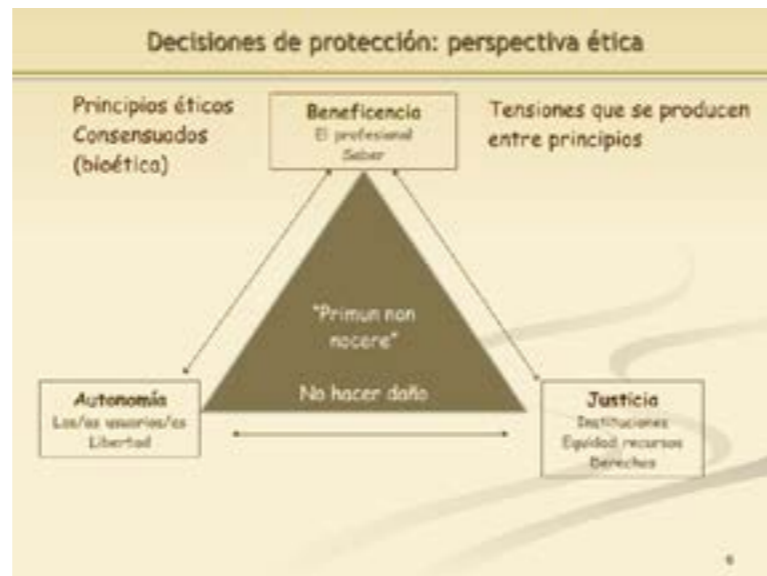 Decisiones de protección: perspectiva ética
Principios éticos
Consensuados
(bioética)
Beneficencia
El profesional
Saber
Tensiones que se producen
entre principios
"Primun non
nocere"
No hacer daño
Autonomía
Los/as usuarios/as
Libertad
Justicia
Instituciones
Equidad recursos
Derechos